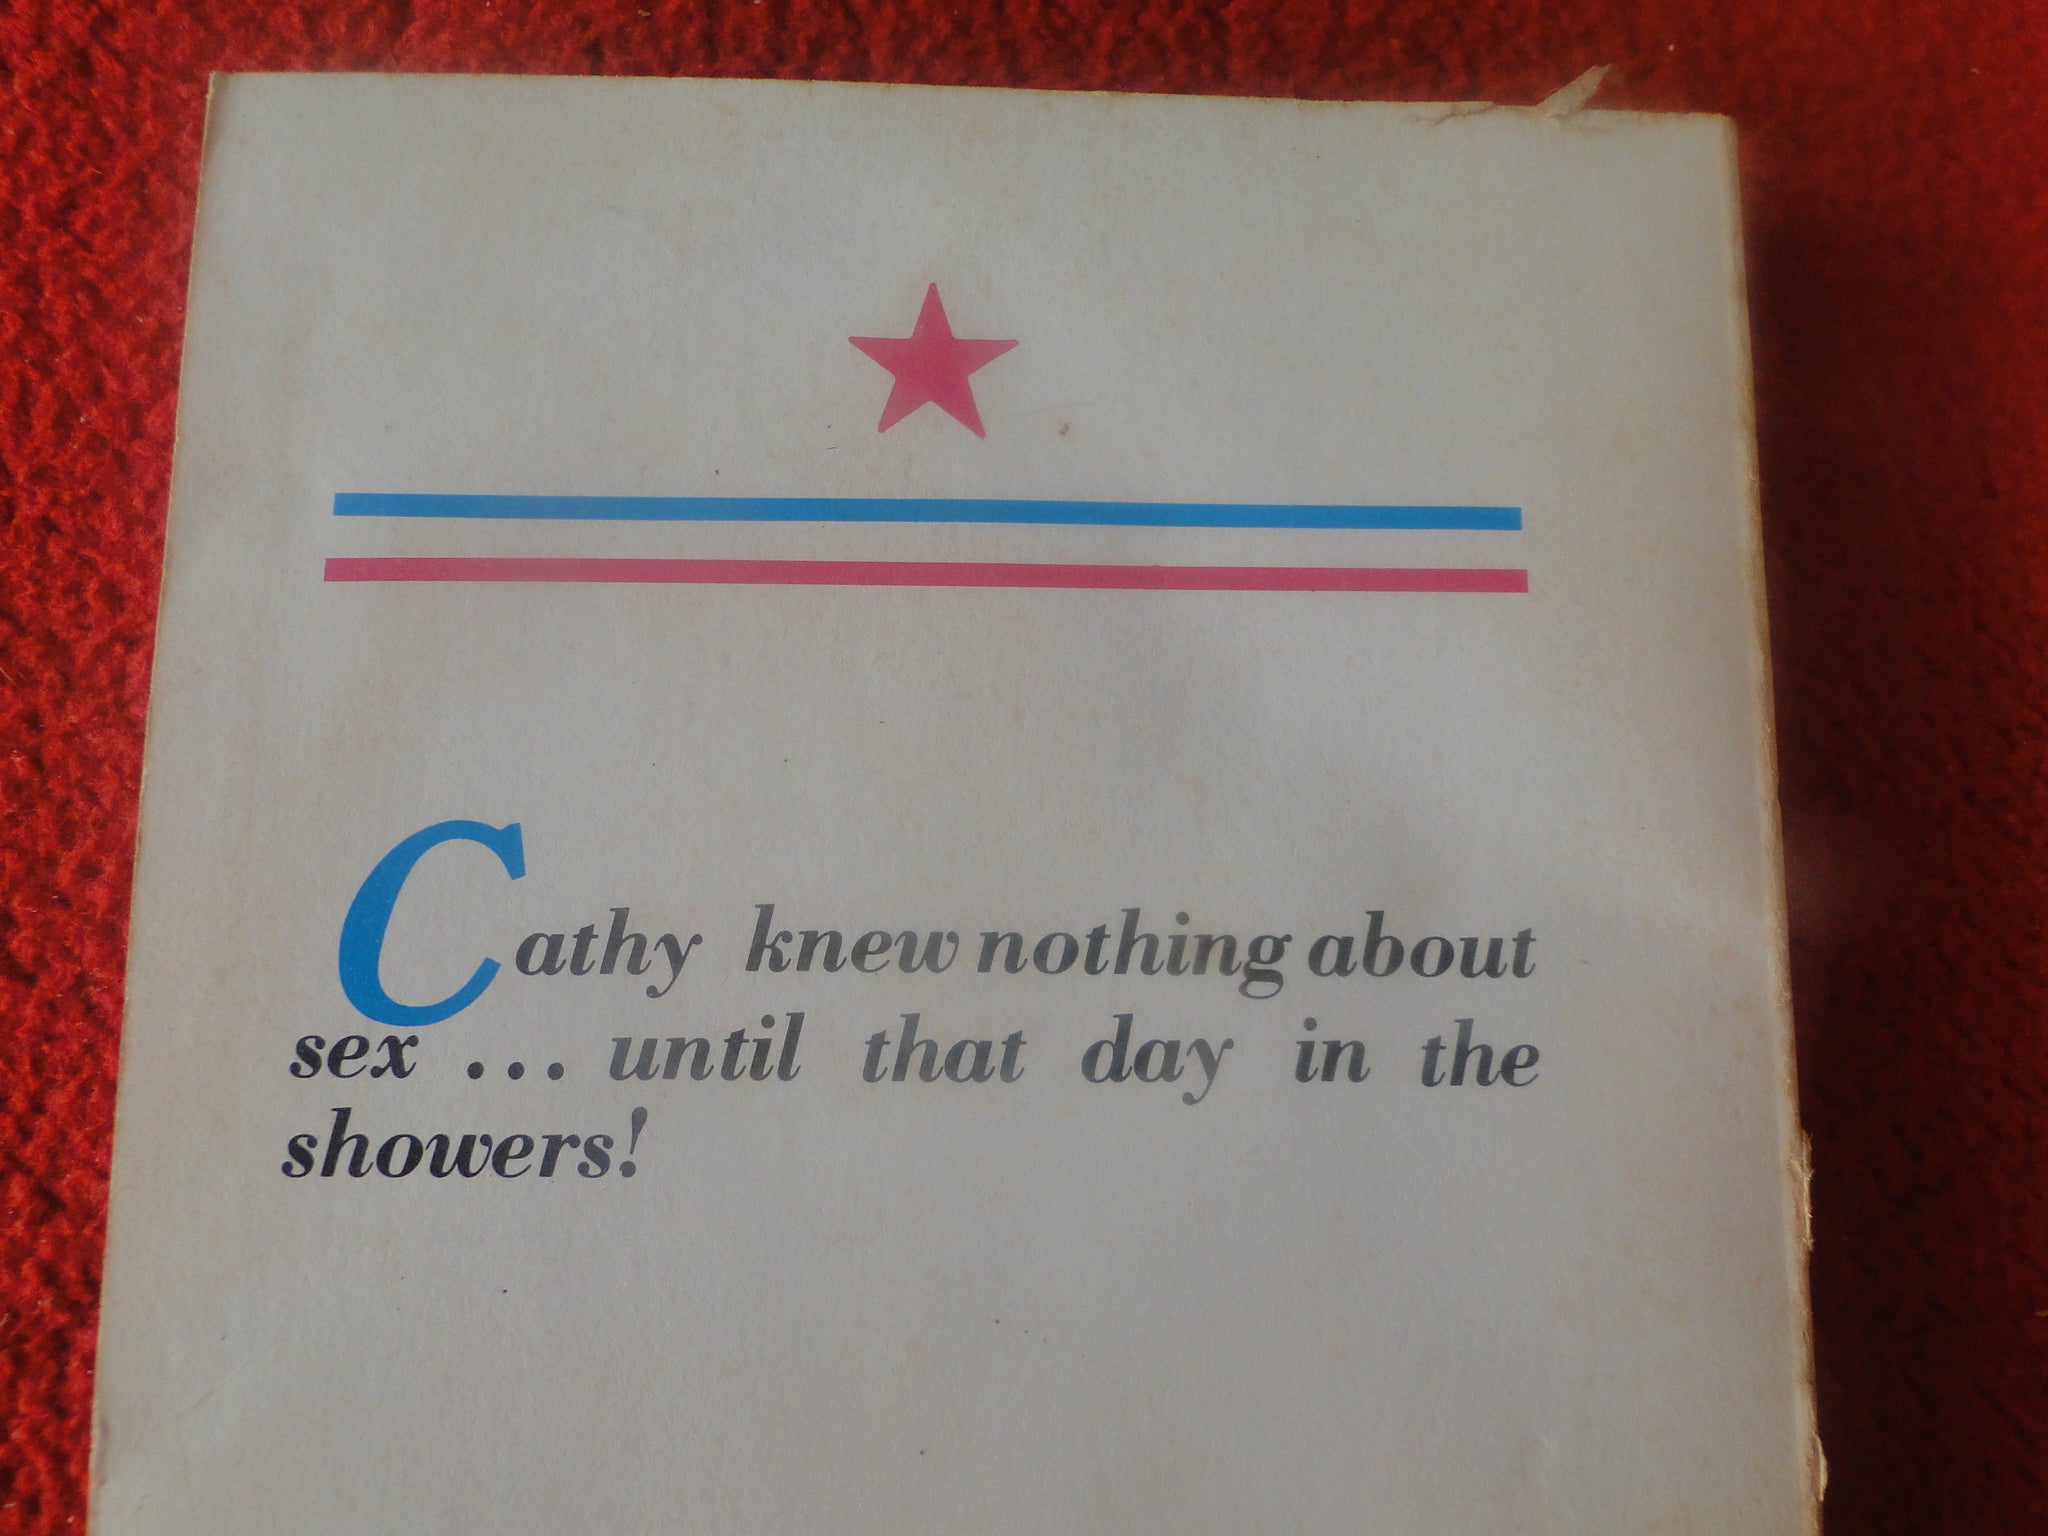 Cathy knew nothing about
sex ... until that day in the
showers!